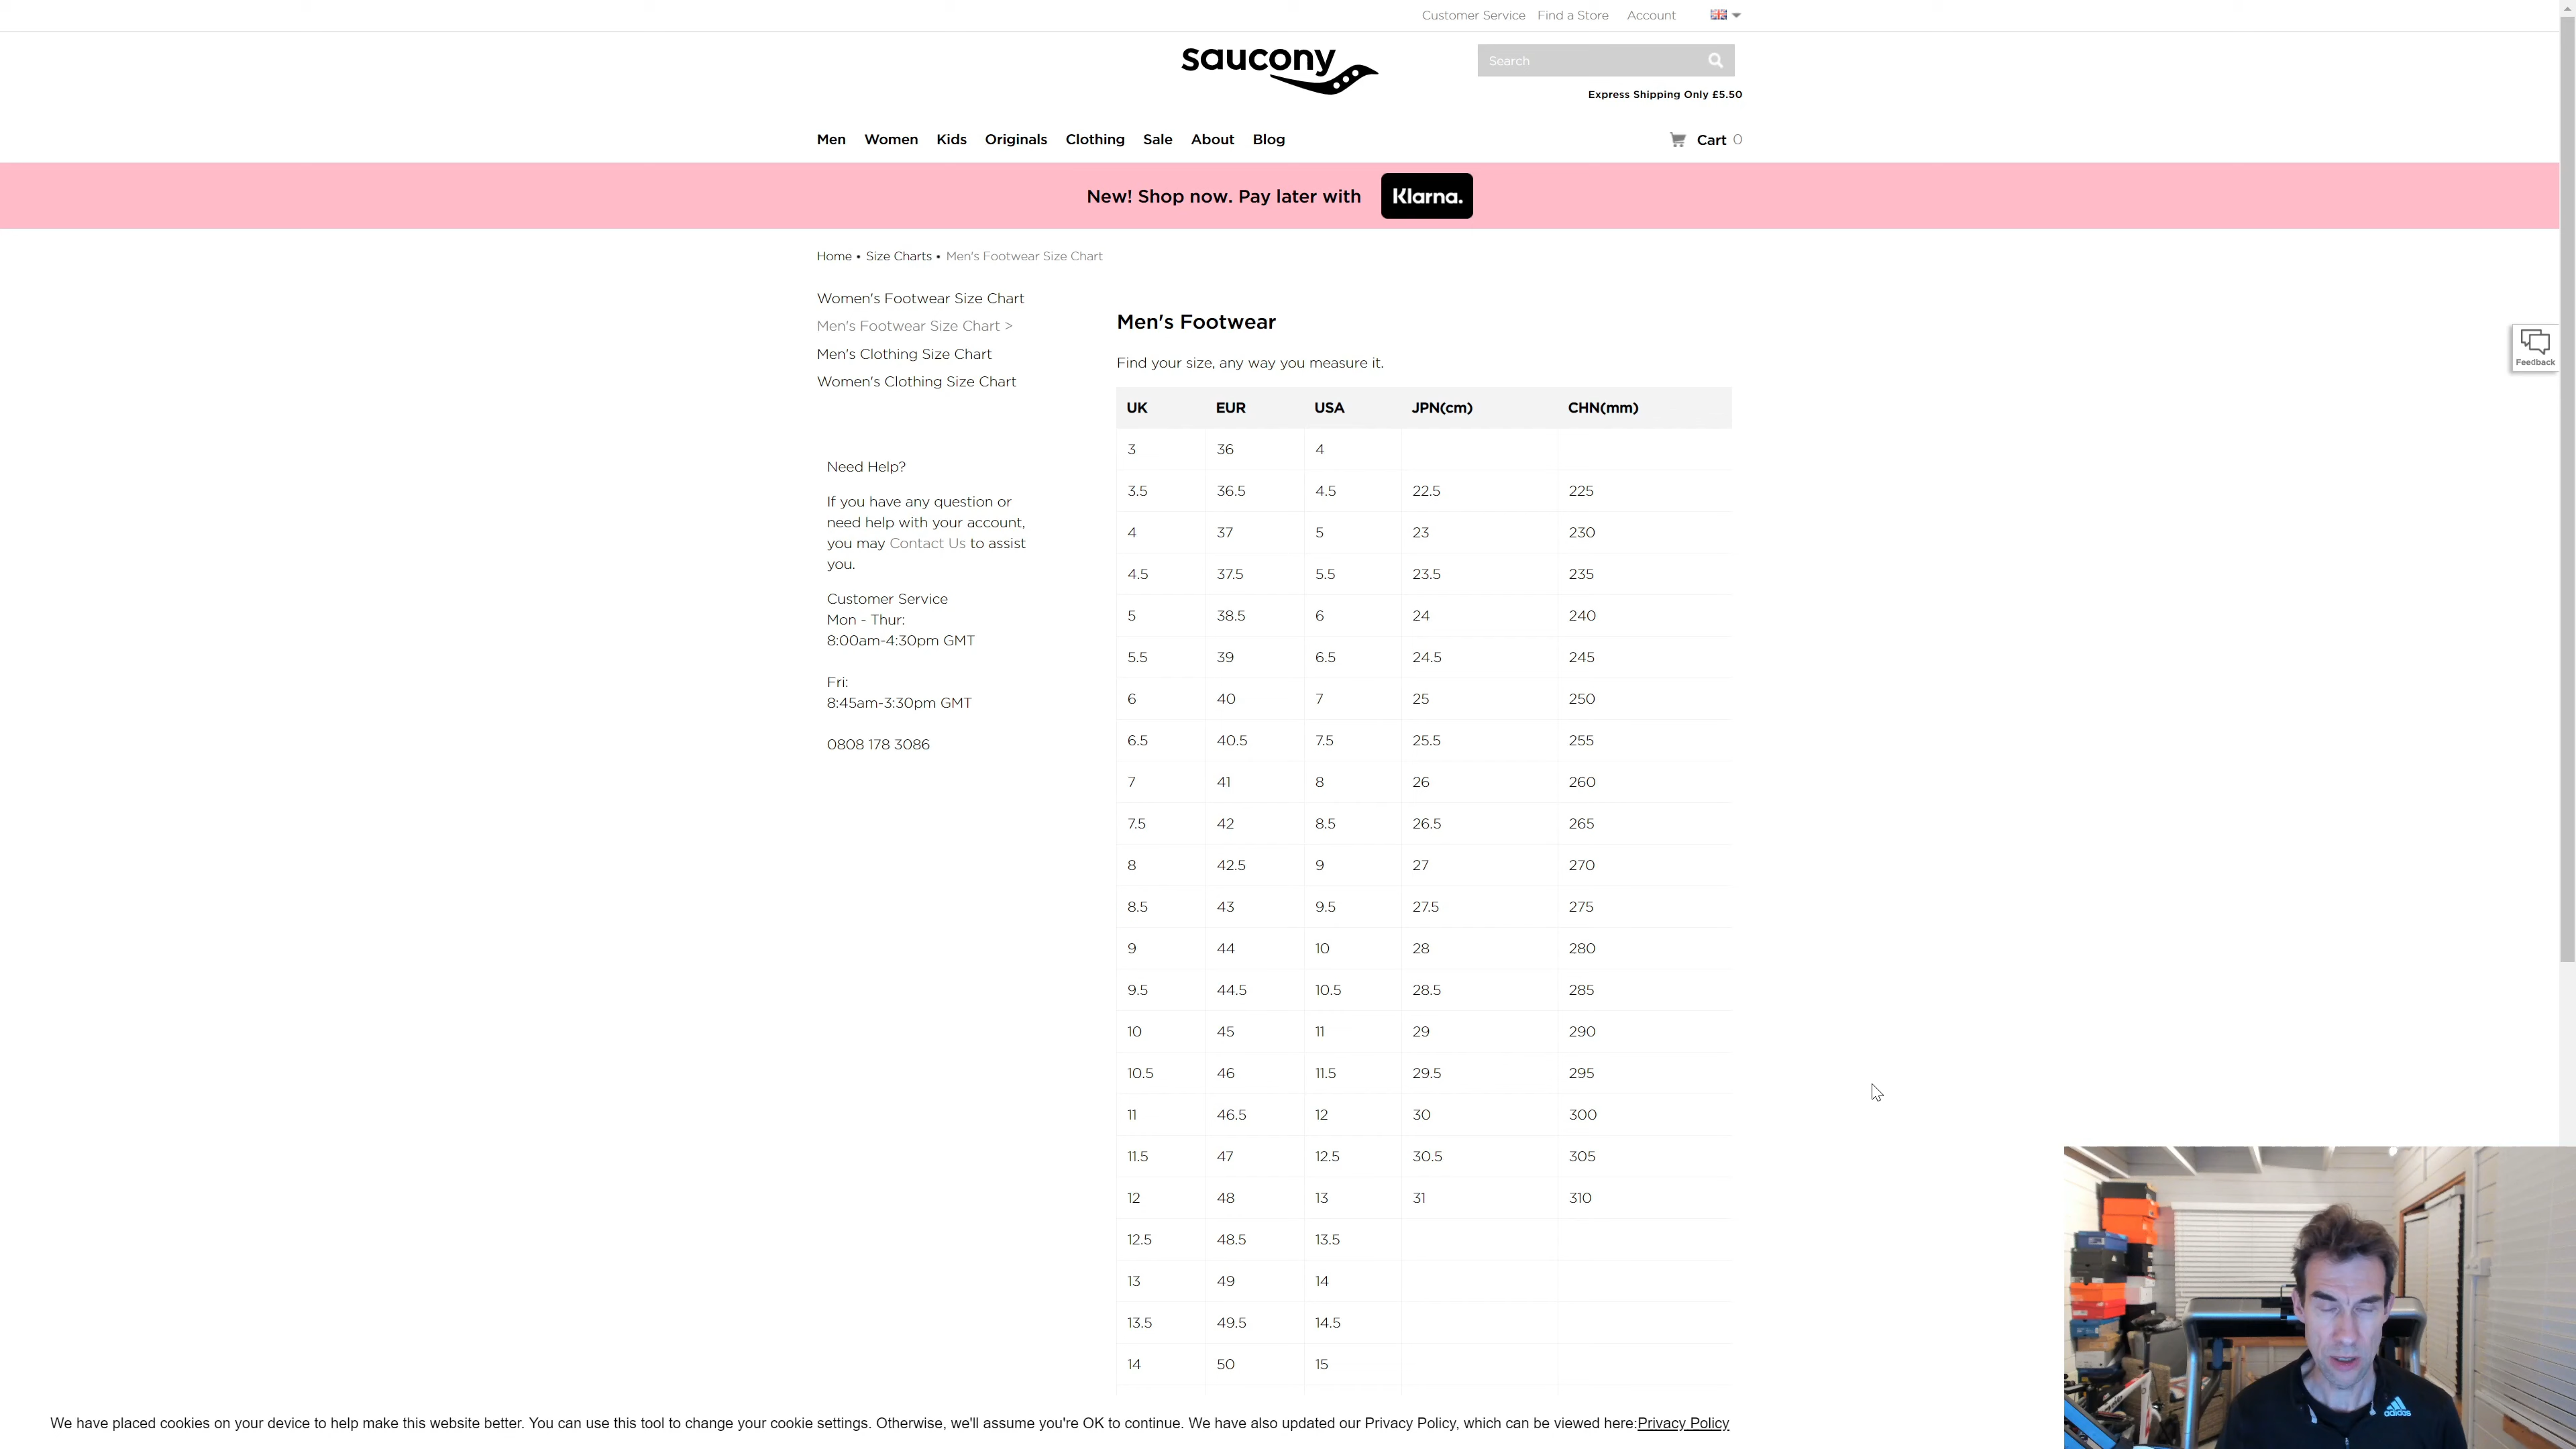 Customer Service Find a Store Account
saucony
Search
Express Shipping Only £5.50
Men Women Kids Originals Clothing Sale About Blog
Cart 0
New! Shop now. Pay later with Klarna.
Home • Size Charts • Men's Footwear Size Chart
Women's Footwear Size Chart
Men's Footwear Size Chart >
Men's Clothing Size Chart
Women's Clothing Size Chart
Need Help?
If you have any question or
need help with your account,
you may Contact Us to assist
you.
Customer Service
Mon - Thur:
8:00am-4:30pm GMT
Fri:
8:45am-3:30pm GMT
0808 178 3086
Men's Footwear
Find your size, any way you measure it.
UK EUR USA JPN(cm) CHN(mm)
3 36 4
3.5 36.5 4.5 22.5 225
4 37 5 23 230
4.5 37.5 5.5 23.5 235
5 38.5 6 24 240
5.5 39 6.5 24.5 245
6 40 7 25 250
6.5 40.5 7.5 25.5 255
7 41 8 26 260
7.5 42 8.5 26.5 265
8 42.5 9 27 270
8.5 43 9.5 27.5 275
9 44 10 28 280
9.5 44.5 10.5 28.5 285
10 45 11 29 290
10.5 46 11.5 29.5 295
11 46.5 12 30 300
11.5 47 12.5 30.5 305
12 48 13 31 310
12.5 48.5 13.5
13 49 14
13.5 49.5 14.5
14 50 15
Feedback
We have placed cookies on your device to help make this website better. You can use this tool to change your cookie settings. Otherwise, we'll assume you're OK to continue. We have also updated our Privacy Policy, which can be viewed here:Privacy Policy
adidas